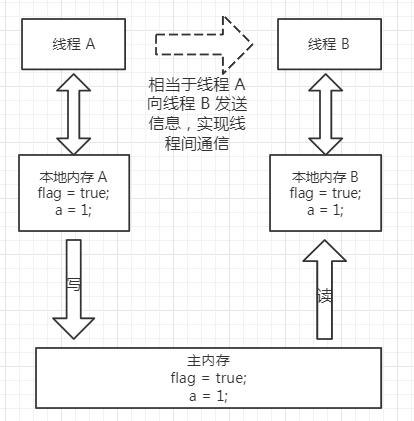 线程 A
线程 B
相当于线程 A
向线程 B 发送
信息，实现线
程间通信
本地内存 A
flag = true;
a = 1;
本地内存 B
flag = true;
a = 1;
写
读
主内存
flag = true;
a = 1;